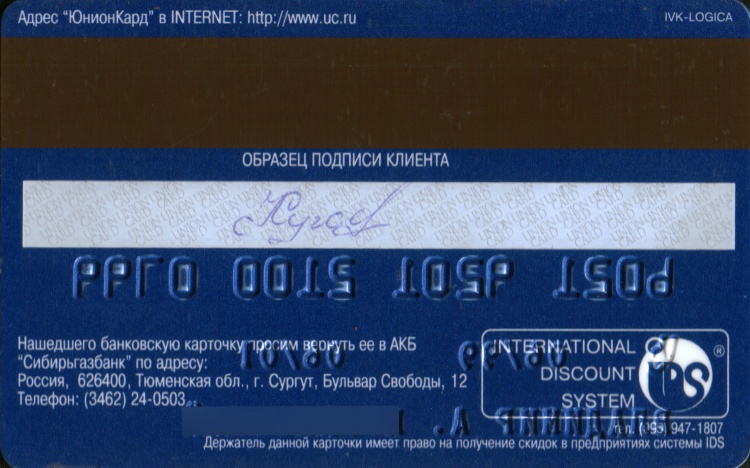 Адрес “ЮнионКард” в INTERNET: http://www.uc.ru
IVK-LOGICA
ОБРАЗЕЦ ПОДПИСИ КЛИЕНТА
Нашедшего банковскую карточку просим вернуть ее в АКБ
“Сибирьгазбанк” по адресу:
Россия, 626400, Тюменская обл., г. Сургут, Бульвар Свободы, 12
Телефон: (3462) 24-0503
INTERNATIONAL
DISCOUNT
SYSTEM
IDS ®
тел. (095) 947-1807
Держатель данной карточки имеет право на получение скидок в предприятиях системы IDS